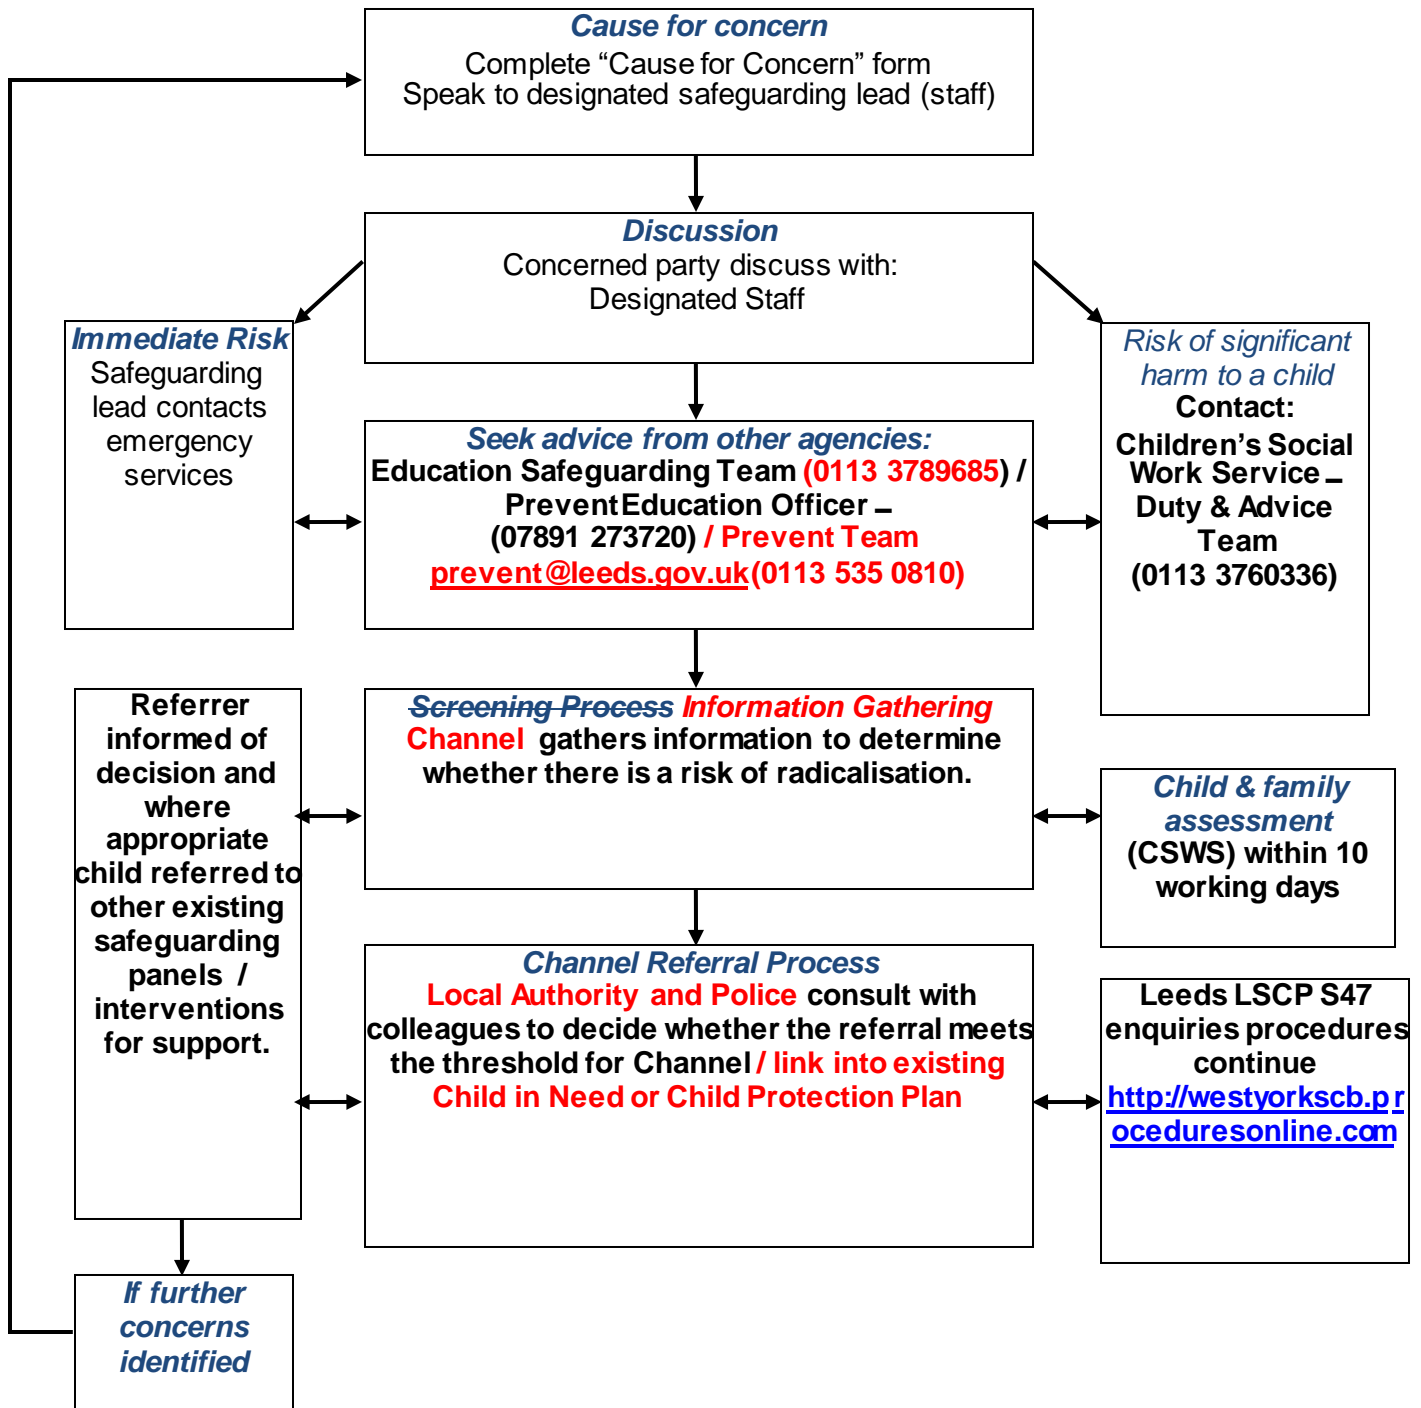 Cause for concern
Complete “Cause for Concern” form
Speak to designated safeguarding lead (staff)
Discussion
Concerned party discuss with:
Designated Staff
Immediate Risk
Safeguarding
lead contacts
emergency
services
Risk of significant
harm to a child
Contact:
Children’s Social
Work Service –
Duty & Advice
Team
(0113 3760336)
Seek advice from other agencies:
Education Safeguarding Team (0113 3789685) /
Prevent Education Officer –
(07891 273720) / Prevent Team
prevent@leeds.gov.uk (0113 535 0810)
Referrer
informed of
decision and
where
appropriate
child referred to
other existing
safeguarding
panels /
interventions
for support.
Screening Process Information Gathering
Channel gathers information to determine
whether there is a risk of radicalisation.
Child & family
assessment
(CSWS) within 10
working days
Channel Referral Process
Local Authority and Police consult with
colleagues to decide whether the referral meets
the threshold for Channel / link into existing
Child in Need or Child Protection Plan
Leeds LSCP S47
enquiries procedures
continue
http://westyorkscb.pr
oceduresonline.com
If further
concerns
identified